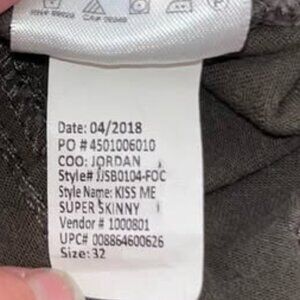 Date: 04/2018
PO # 4501006010
COO: JORDAN
Style# JJSB0104-FOC
Style Name: KISS ME
SUPER SKINNY
Vendor # 1000801
UPC# 008864600626
Size: 32